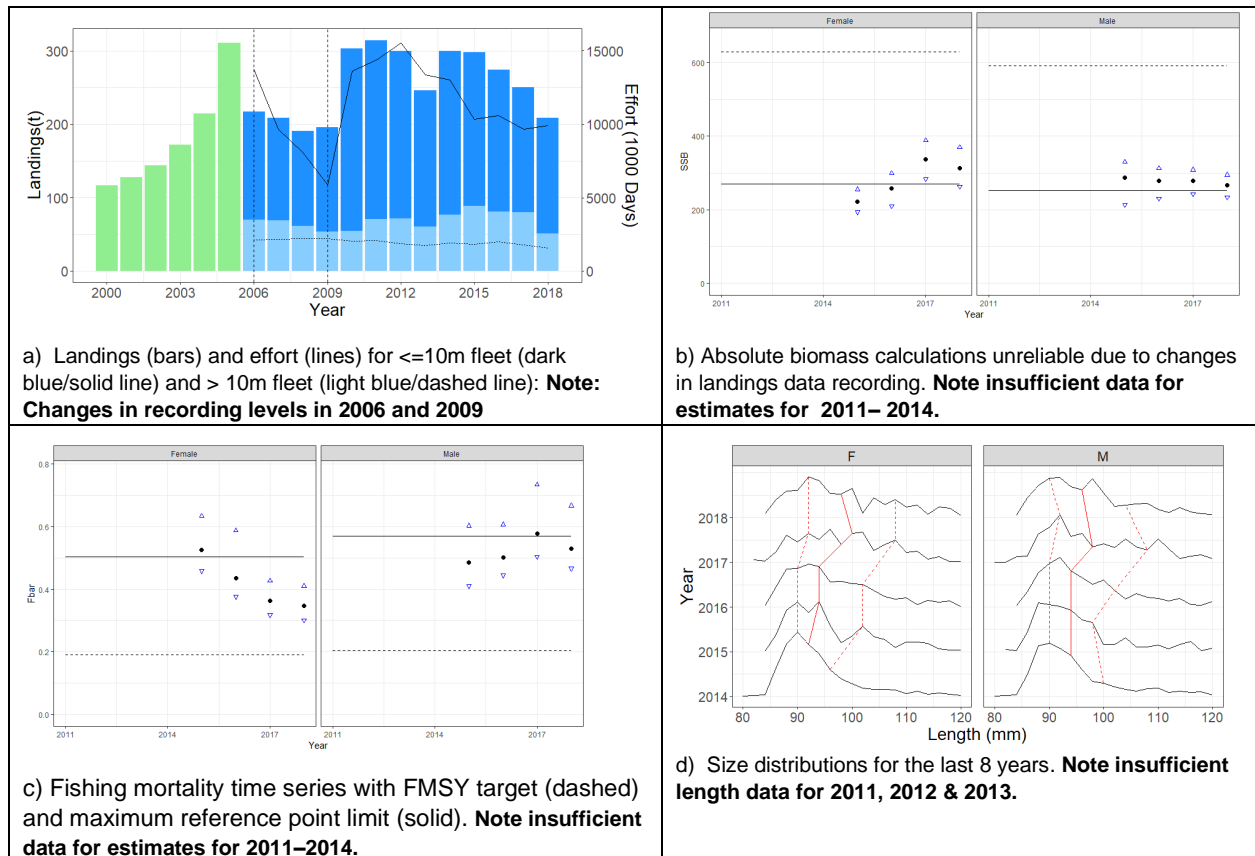 300
200
100
0
Landings(t)
15000
10000
5000
0
Effort (1000 Days)
2000
2003
2006
2009
2012
2015
2018
Year
a) Landings (bars) and effort (lines) for <=10m fleet (dark
blue/solid line) and > 10m fleet (light blue/dashed line): Note:
Changes in recording levels in 2006 and 2009
Female
Male
600
400
200
0
SSB
2011
2014
2017
2011
2014
2017
Year
b) Absolute biomass calculations unreliable due to changes
in landings data recording. Note insufficient data for
estimates for 2011– 2014.
Female
Male
0.8
0.6
0.4
0.2
0.0
Fbar
2011
2014
2017
2011
2014
2017
Year
c) Fishing mortality time series with FMSY target (dashed)
and maximum reference point limit (solid). Note insufficient
data for estimates for 2011–2014.
F
M
2018
2017
2016
2015
2014
Year
80
90
100
110
120
80
90
100
110
120
Length (mm)
d) Size distributions for the last 8 years. Note insufficient
length data for 2011, 2012 & 2013.